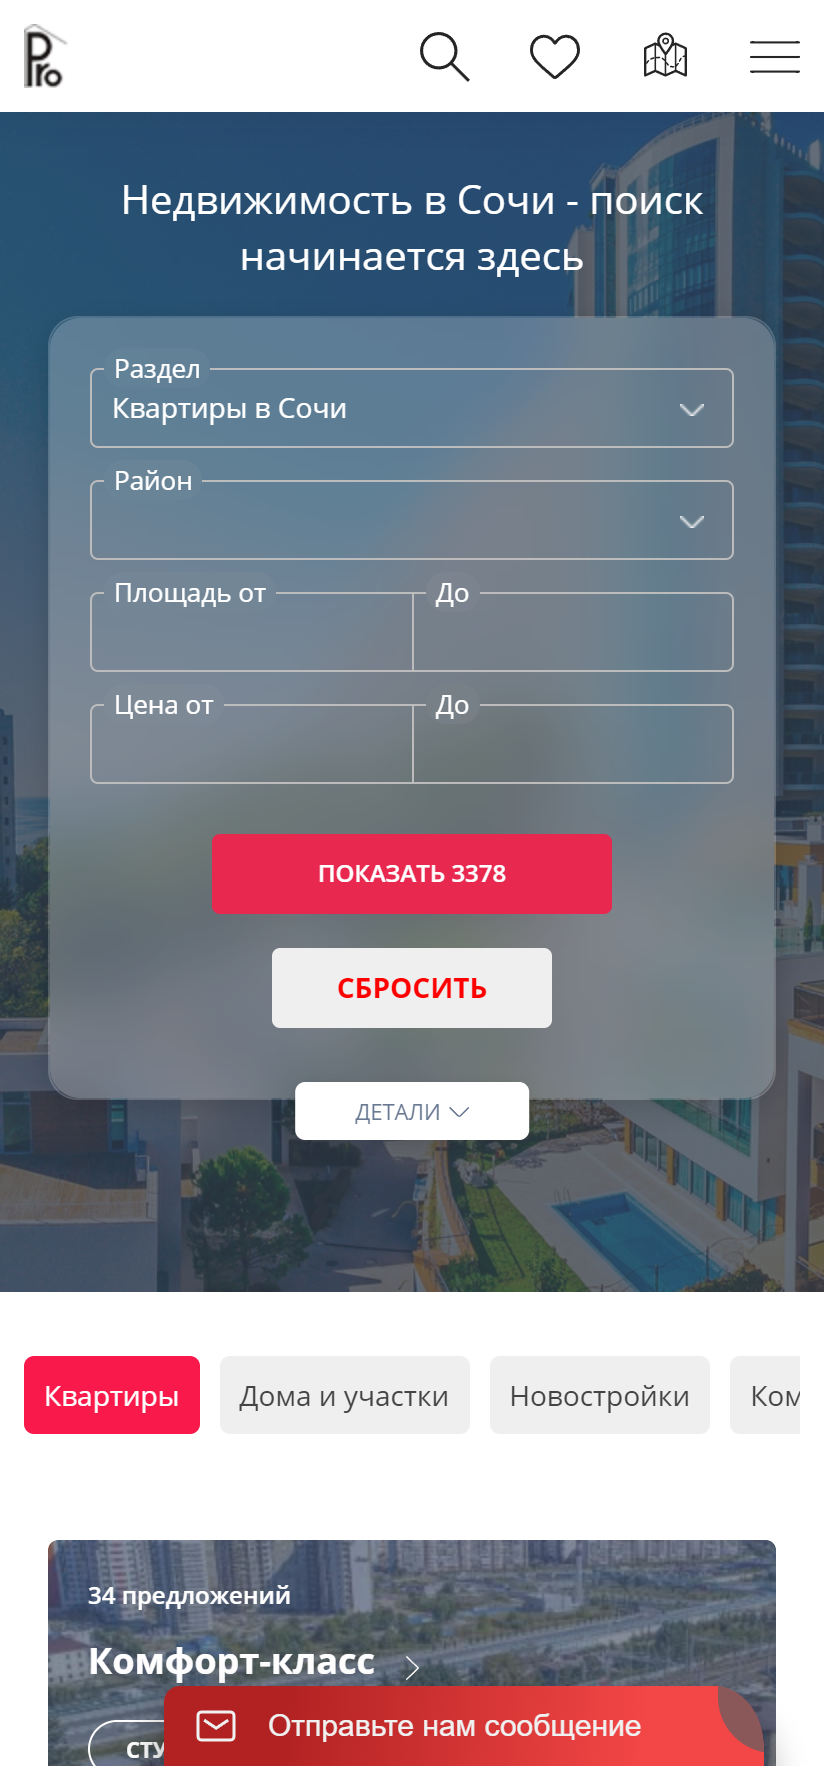 Pro
Недвижимость в Сочи - поиск
начинается здесь
Раздел
Квартиры в Сочи
Район
Площадь от
До
Цена от
До
ПОКАЗАТЬ 3378
СБРОСИТЬ
ДЕТАЛИ
Квартиры
Дома и участки
Новостройки
Ком
34 предложений
Комфорт-класс
Отправьте нам сообщение
СТУ